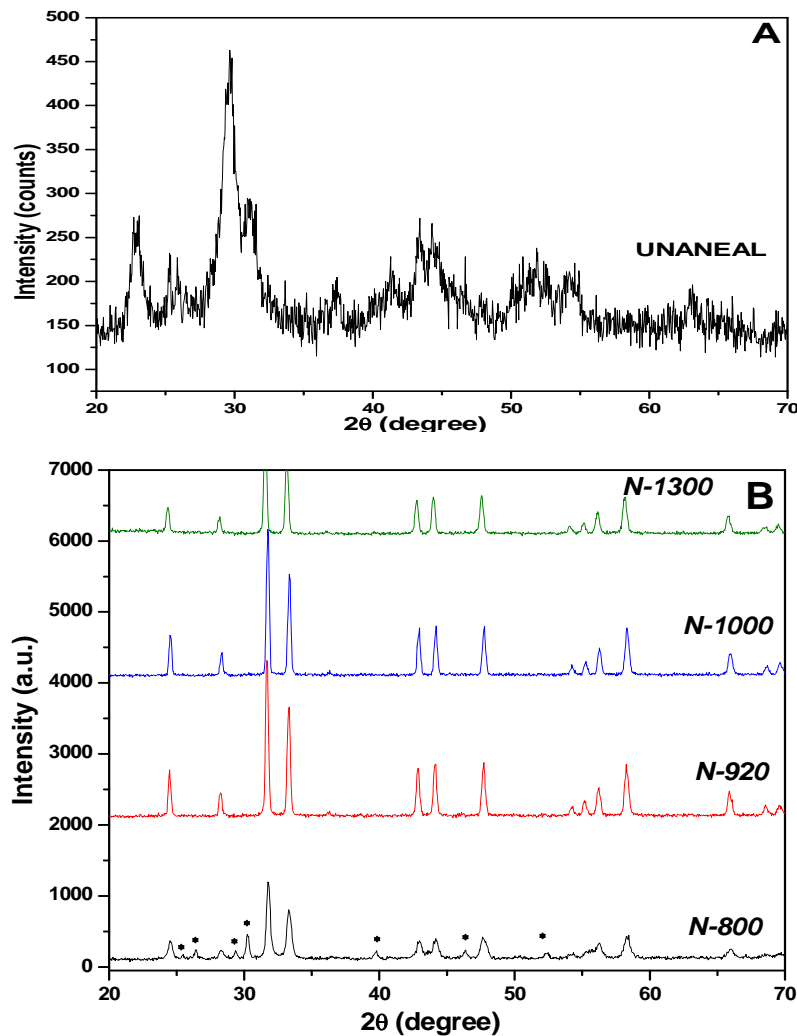 A
500
450
400
350
300
250
200
150
100
Intensity (counts)
UNANEAL
20 30 40 50 60 70
2θ (degree)
B
7000
6000
5000
4000
3000
2000
1000
0
Intensity (a.u.)
N-1300
N-1000
N-920
N-800
* * * * * * *
20 30 40 50 60 70
2θ (degree)